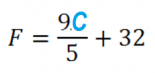 F = 9C/5 + 32